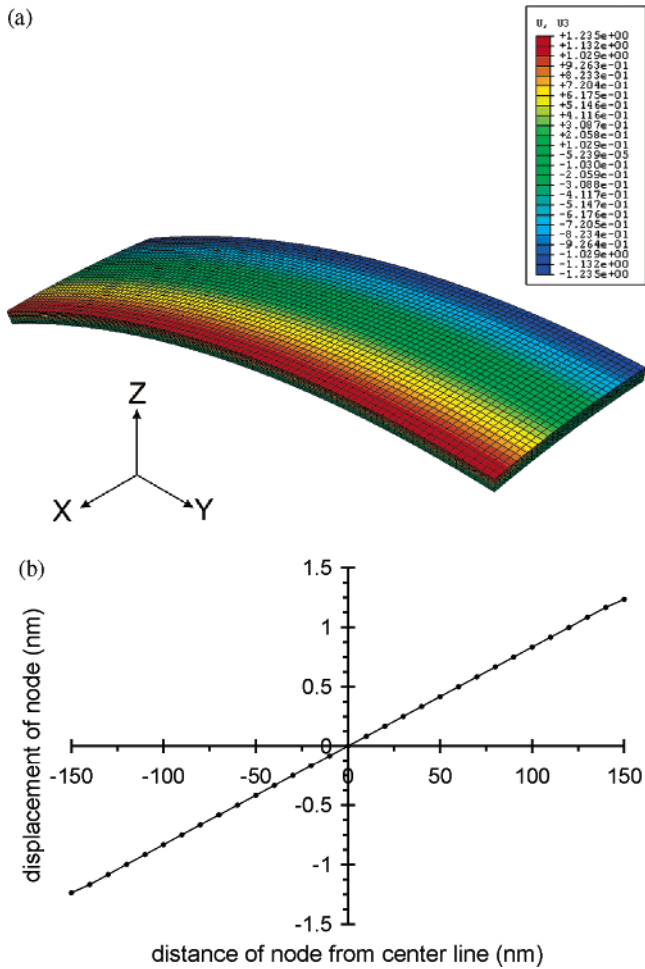 (a)
U, U3
+1.235e+00
+1.132e+00
+1.029e+00
+9.263e-01
+8.233e-01
+7.204e-01
+6.175e-01
+5.146e-01
+4.116e-01
+3.087e-01
+2.058e-01
+1.029e-01
-5.239e-05
-1.030e-01
-2.059e-01
-3.088e-01
-4.117e-01
-5.147e-01
-6.176e-01
-7.205e-01
-8.234e-01
-9.264e-01
-1.029e+00
-1.132e+00
-1.235e+00
Z
X
Y
(b)
displacement of node (nm)
1.5
1
0.5
0
-0.5
-1
-1.5
-150 -100 -50 0 50 100 150
distance of node from center line (nm)